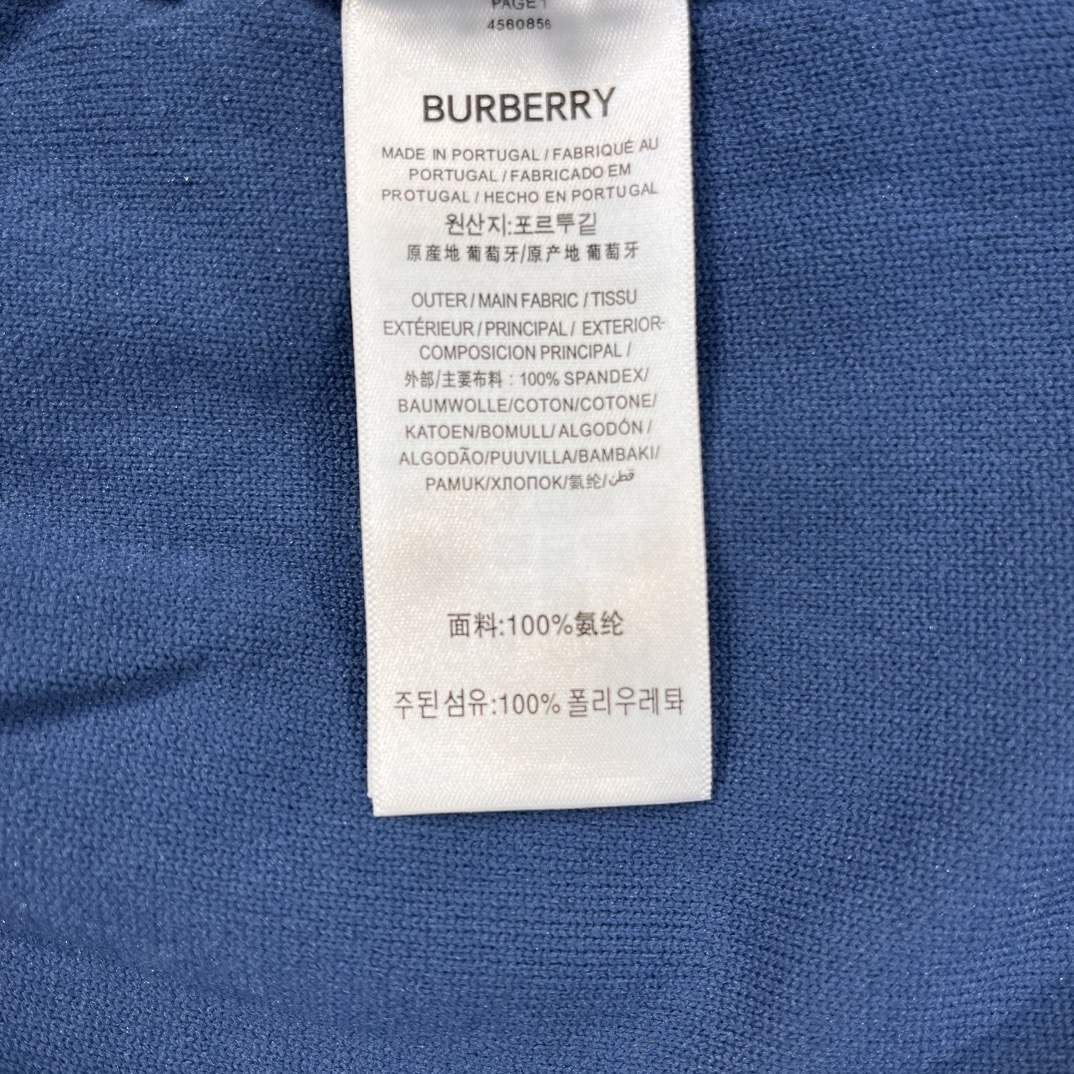 PAGE 1
4560856
BURBERRY
MADE IN PORTUGAL / FABRIQUÉ AU
PORTUGAL / FABRICADO EM
PROTUGAL / HECHO EN PORTUGAL
원산지:포르투긹
原産地 葡萄牙/原产地 葡萄牙
OUTER / MAIN FABRIC / TISSU
EXTÉRIEUR / PRINCIPAL / EXTERIOR-
COMPOSICION PRINCIPAL /
外部/主要布料 : 100% SPANDEX/
BAUMWOLLE/COTON/COTONE/
KATOEN/BOMULL/ ALGODÓN /
ALGODÃO/PUUVILLA/BAMBAKI/
PAMUK/ХЛОПОК/氨纶/قطن
面料:100%氨纶
주된섬유:100% 폴리우레톼